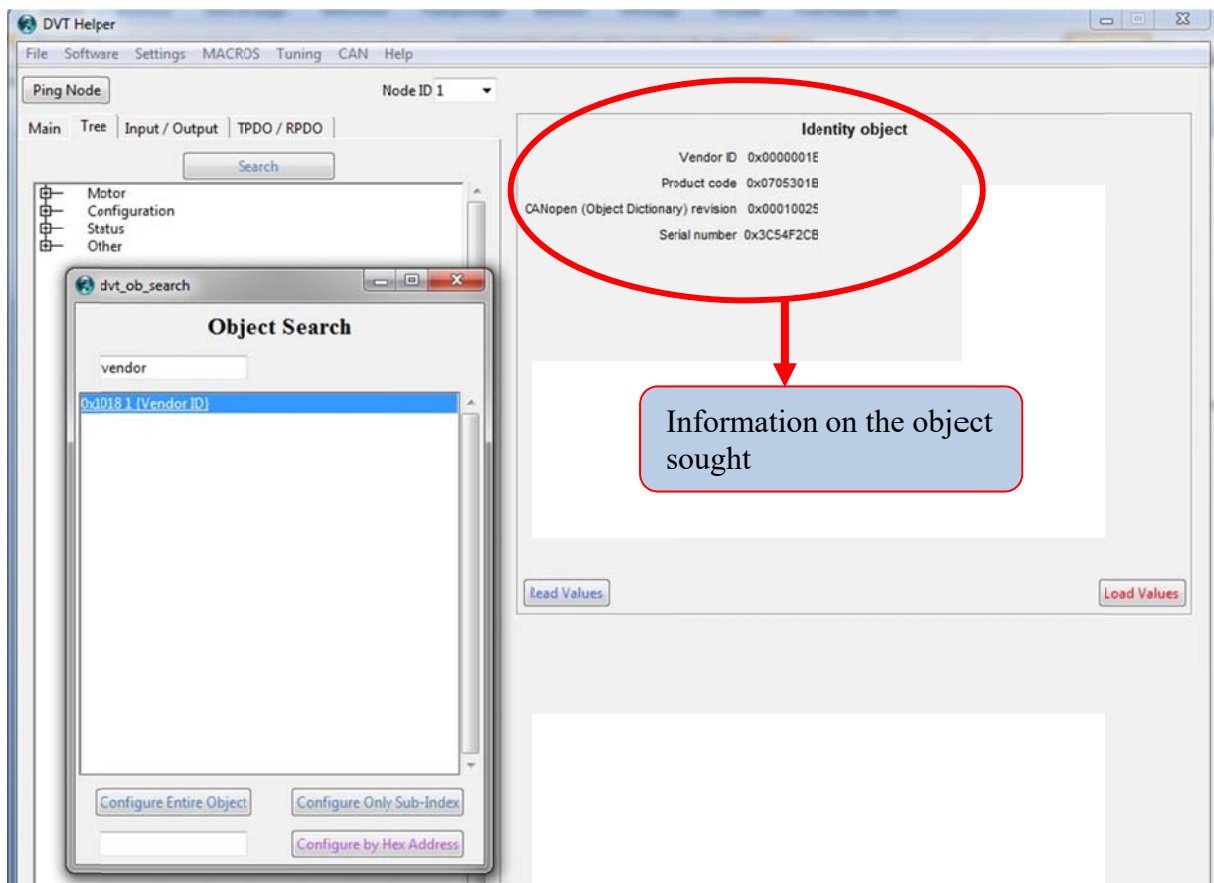 DVT Helper
File Software Settings MACROS Tuning CAN Help
Ping Node
Node ID 1
Main Tree Input / Output TPDO / RPDO
Search
Motor
Configuration
Status
Other
Identity object
Vendor ID 0x0000001E
Product code 0x0705301B
CANopen (Object Dictionary) revision 0x00010025
Serial number 0x3C54F2CB
dvt_ob_search
Object Search
vendor
0x1018 1 {Vendor ID}
Configure Entire Object
Configure Only Sub-Index
Configure by Hex Address
Information on the object
sought
Read Values
Load Values